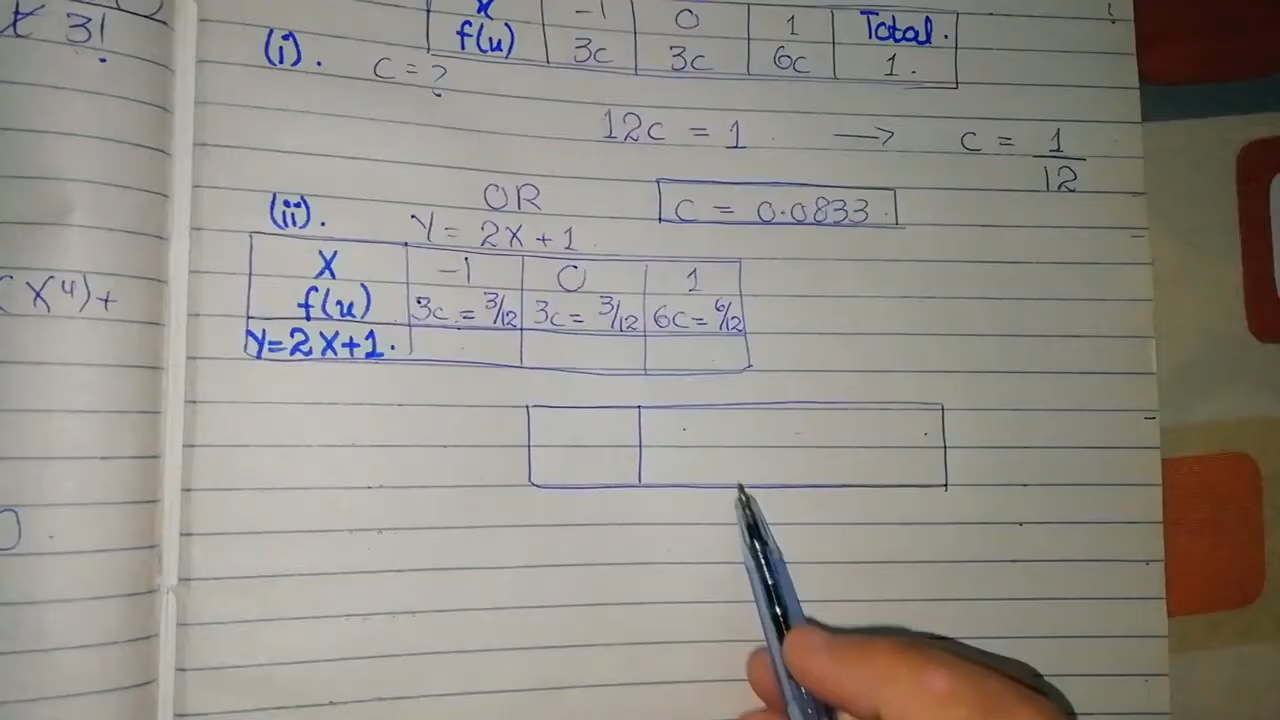 x -1 0 1 Total.
f(x) 3c 3c 6c 1.
3!
(i). C = ?
12c = 1 → c = 1/12
OR C = 0.0833.
(ii). Y = 2X + 1.
X -1 0 1
f(x) 3c = 3/12 3c = 3/12 6c = 6/12
Y=2X+1.
(X⁴)+